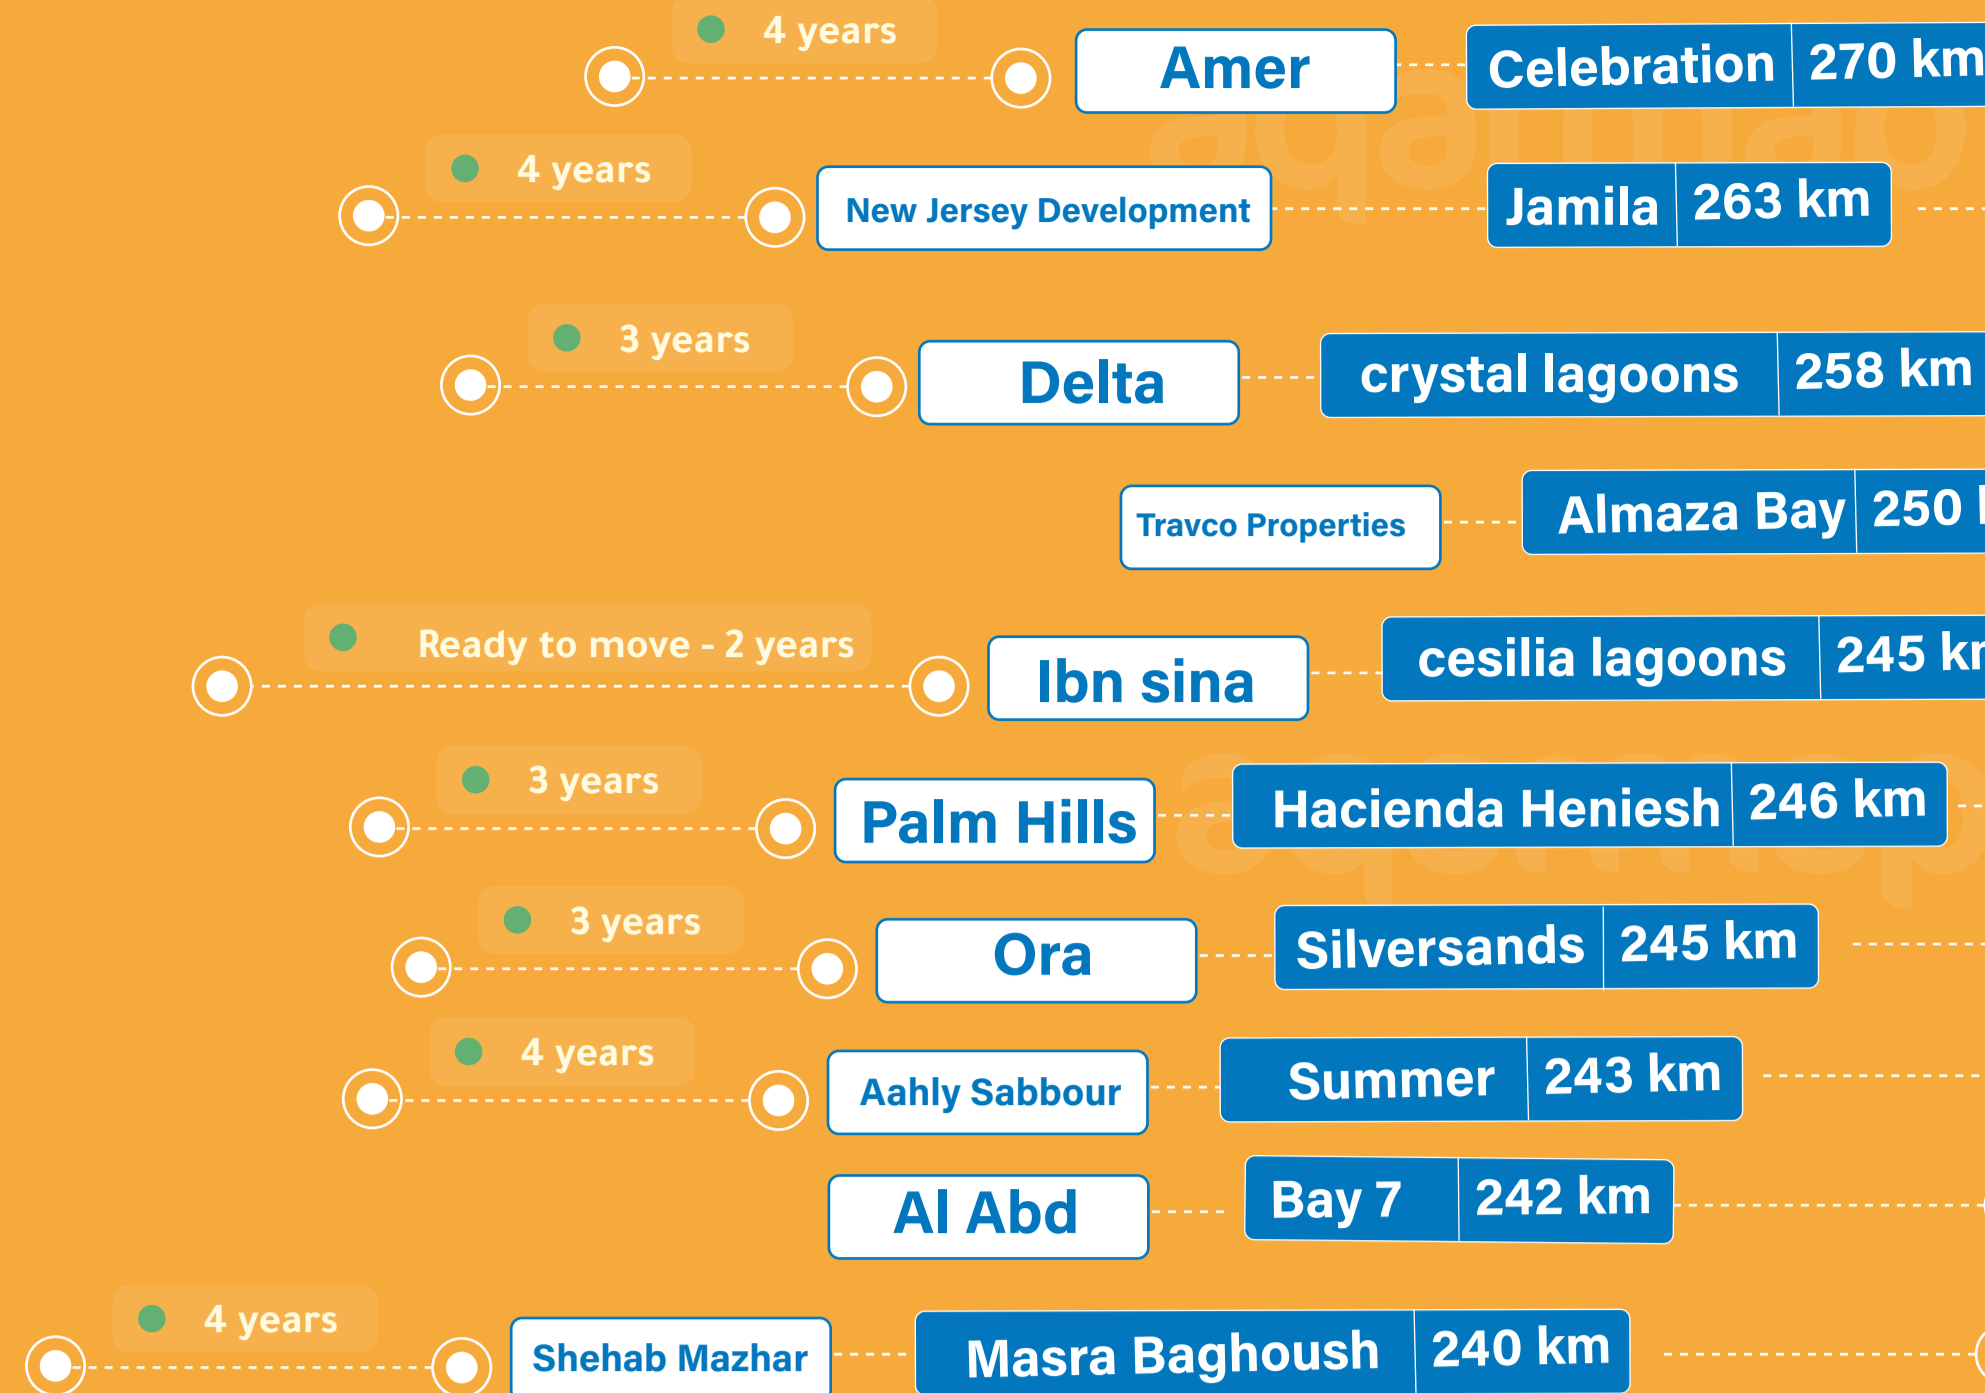 4 years
Amer
Celebration 270 km
aqarmap
4 years
New Jersey Development
Jamila 263 km
3 years
Delta
crystal lagoons 258 km
Travco Properties
Almaza Bay 250
Ready to move - 2 years
Ibn sina
cesilia lagoons 245 km
3 years
Palm Hills
Hacienda Heniesh 246 km
aqarmap
3 years
Ora
Silversands 245 km
4 years
Aahly Sabbour
Summer 243 km
Al Abd
Bay 7 242 km
4 years
Shehab Mazhar
Masra Baghoush 240 km